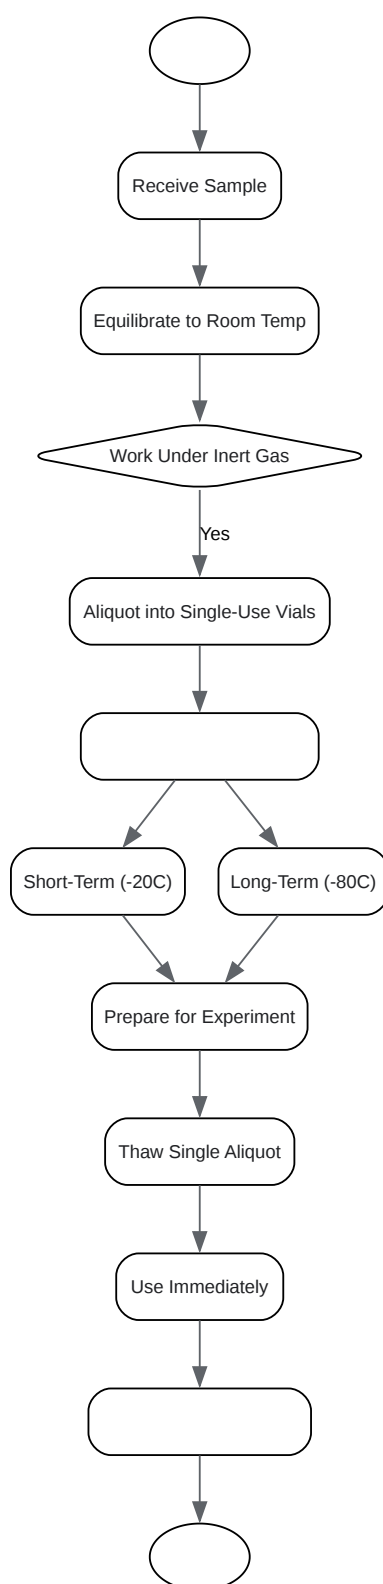 Receive Sample
Equilibrate to Room Temp
Work Under Inert Gas
Yes
Aliquot into Single-Use Vials
Short-Term (-20C)
Long-Term (-80C)
Prepare for Experiment
Thaw Single Aliquot
Use Immediately